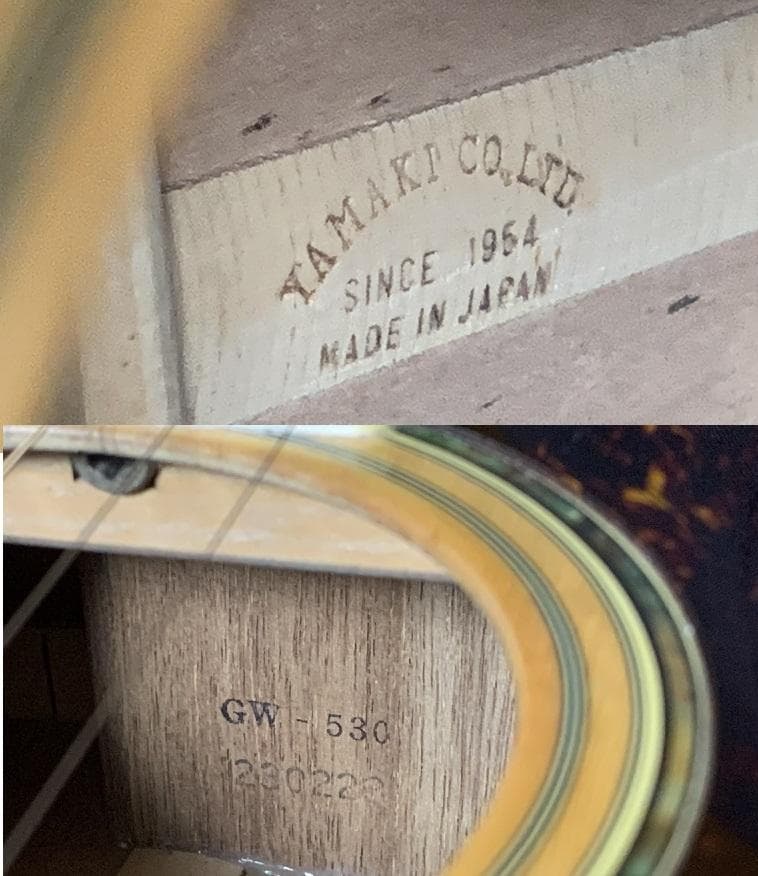 YAMAKI CO.,LTD.
SINCE 1954
MADE IN JAPAN
GW - 530